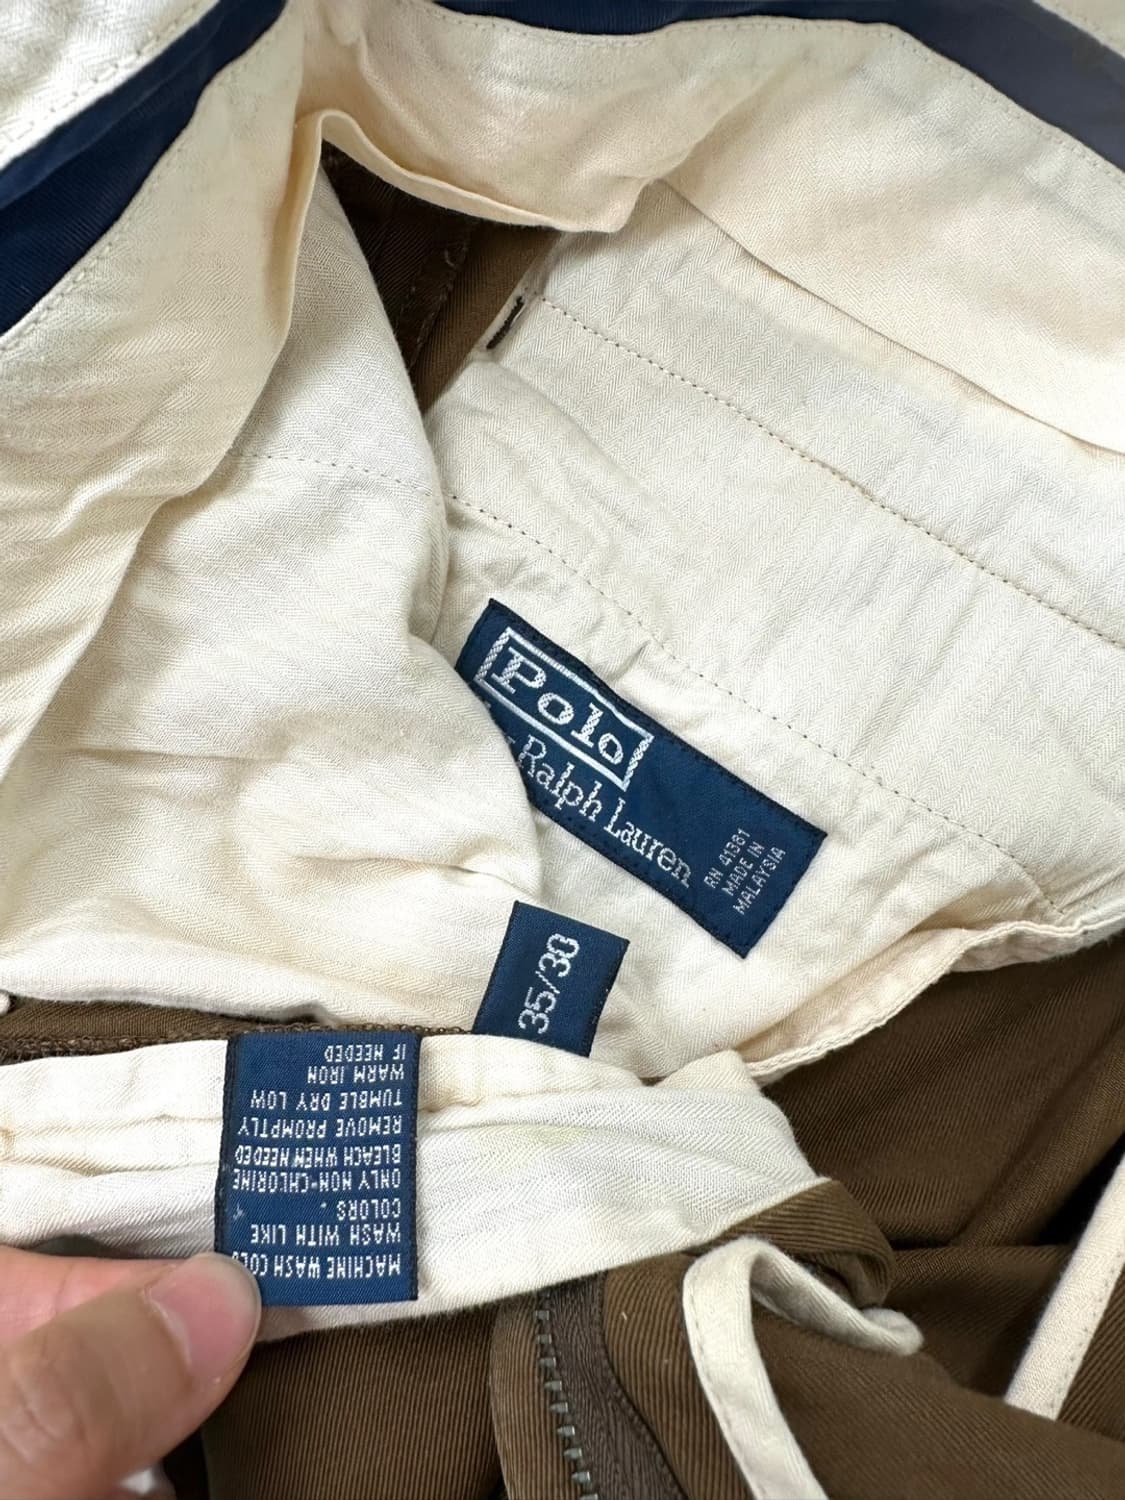 Polo
Ralph Lauren
RN 41381
MADE IN
MALAYSIA
35/30
MACHINE WASH COLD
WASH WITH LIKE
COLORS.
ONLY NON-CHLORINE
BLEACH WHEN NEEDED
REMOVE PROMPTLY
TUMBLE DRY LOW
WARM IRON
IF NEEDED